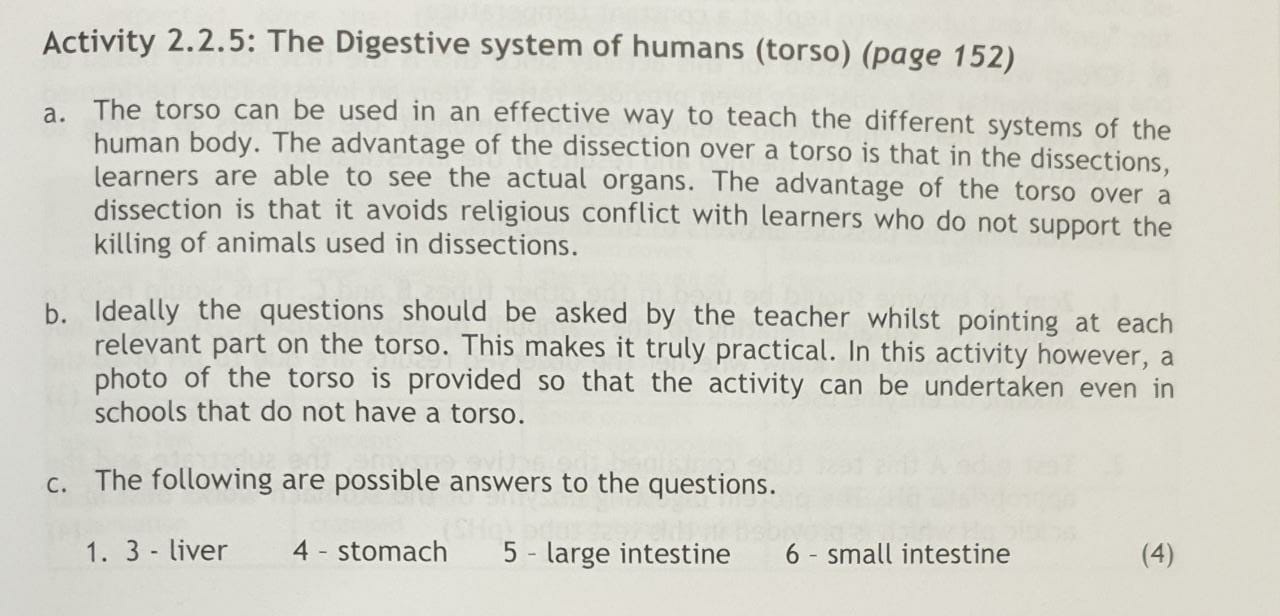 Activity 2.2.5: The Digestive system of humans (torso) (page 152)
a. The torso can be used in an effective way to teach the different systems of the
human body. The advantage of the dissection over a torso is that in the dissections,
learners are able to see the actual organs. The advantage of the torso over a
dissection is that it avoids religious conflict with learners who do not support the
killing of animals used in dissections.
b. Ideally the questions should be asked by the teacher whilst pointing at each
relevant part on the torso. This makes it truly practical. In this activity however, a
photo of the torso is provided so that the activity can be undertaken even in
schools that do not have a torso.
c. The following are possible answers to the questions.
1. 3 - liver 4 - stomach 5 - large intestine 6 - small intestine (4)